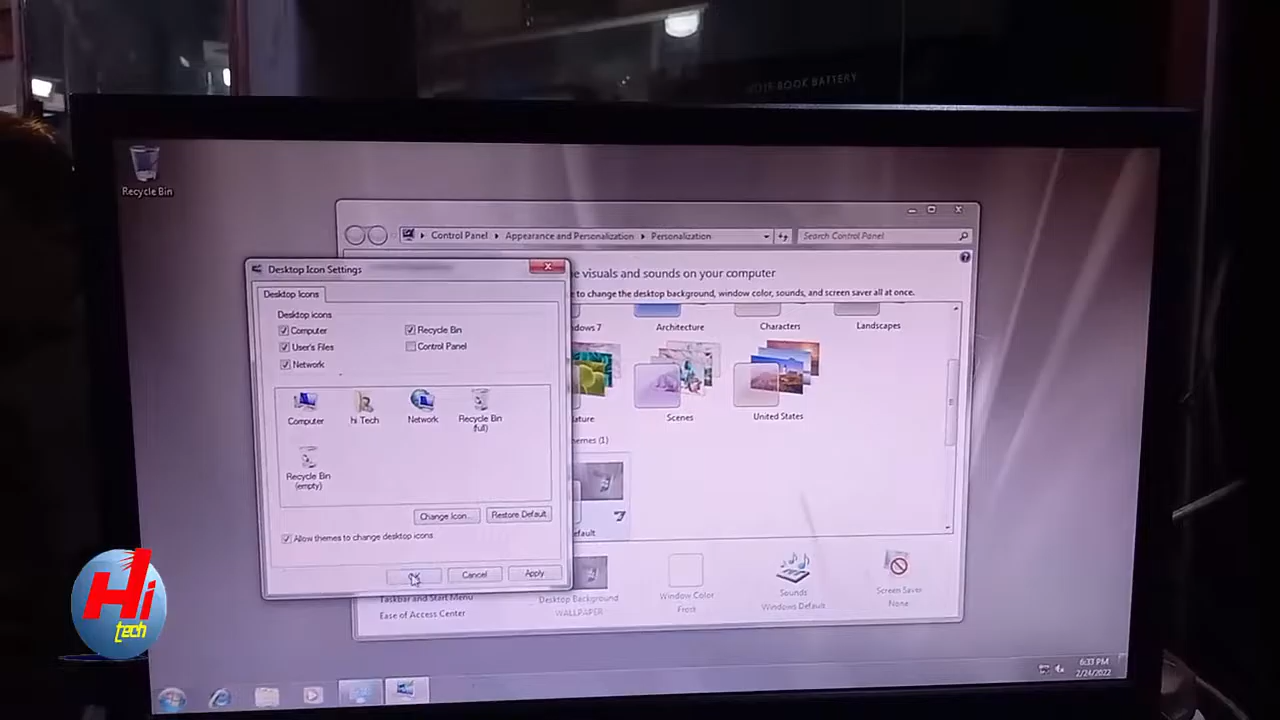 NOTE-BOOK BATTERY
Recycle Bin
Control Panel
Appearance and Personalization
Personalization
Search Control Panel
Desktop Icon Settings
e visuals and sounds on your computer
Desktop Icons
e to change the desktop background, window color, sounds, and screen saver all at once.
Desktop icons
Computer
Recycle Bin
User's Files
Control Panel
Network
ndows 7
Architecture
Characters
Landscapes
Computer
hi Tech
Network
Recycle Bin
(full)
ature
Scenes
United States
emes (1)
Recycle Bin
(empty)
Change Icon...
Restore Default
efault
Allow themes to change desktop icons
Cancel
Apply
Taskbar and Start Menu
Ease of Access Center
Desktop Background
WALLPAPER
Window Color
Frost
Sounds
Windows Default
Screen Saver
None
Hi
tech
6:33 PM
2/24/2022